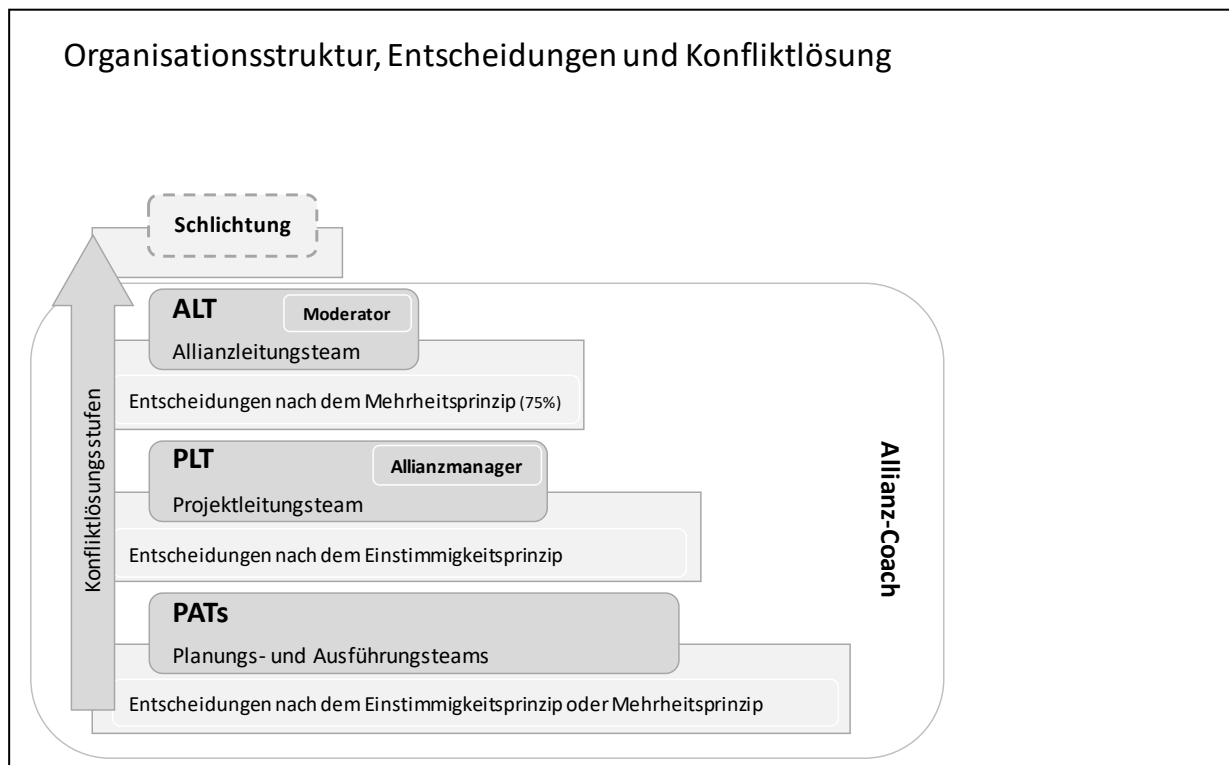 Organisationsstruktur, Entscheidungen und Konfliktlösung
Schlichtung
ALT
Moderator
Allianzleitungsteam
Entscheidungen nach dem Mehrheitsprinzip (75%)
PLT
Allianzmanager
Projektleitungsteam
Entscheidungen nach dem Einstimmigkeitsprinzip
PATs
Planungs- und Ausführungsteams
Entscheidungen nach dem Einstimmigkeitsprinzip oder Mehrheitsprinzip
Konfliktlösungsstufen
Allianz-Coach